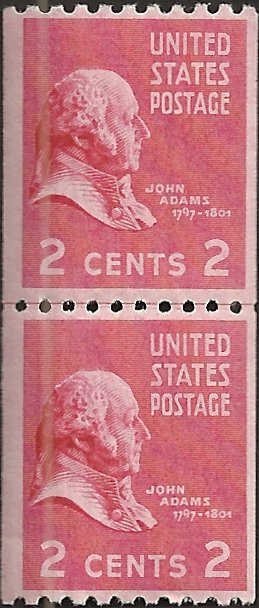 UNITED
STATES
POSTAGE
JOHN
ADAMS
1797-1801
2 CENTS 2
UNITED
STATES
POSTAGE
JOHN
ADAMS
1797-1801
2 CENTS 2